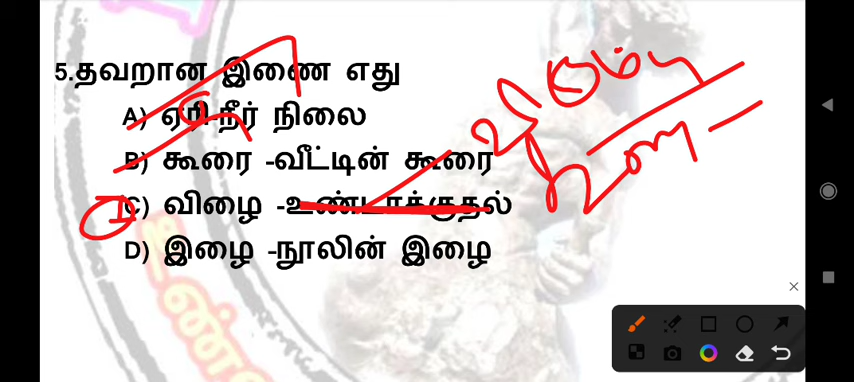 5.தவறான இணை எது
A) ஏரி நீர் நிலை
B) கூரை -வீட்டின் கூரை
C) விழை -உண்டாக்குதல்
D) இழை -நூலின் இழை
விரும்பு